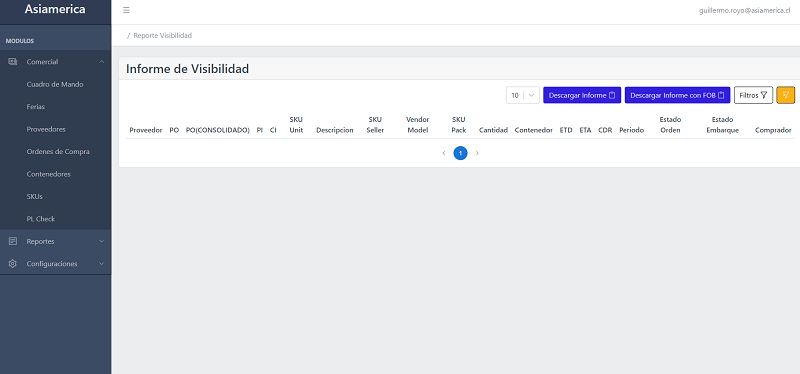 Asiamerica
guillermo.royo@asiamerica.cl
/ Reporte Visibilidad
MODULOS
Comercial
Cuadro de Mando
Ferias
Proveedores
Ordenes de Compra
Contenedores
SKUs
PL Check
Reportes
Configuraciones
Informe de Visibilidad
10 Descargar Informe Descargar Informe con FOB Filtros
Proveedor PO PO(CONSOLIDADO) PI CI SKU Unit Descripcion SKU Seller Vendor Model SKU Pack Cantidad Contenedor ETD ETA CDR Periodo Estado Orden Estado Embarque Comprador
< 1 >